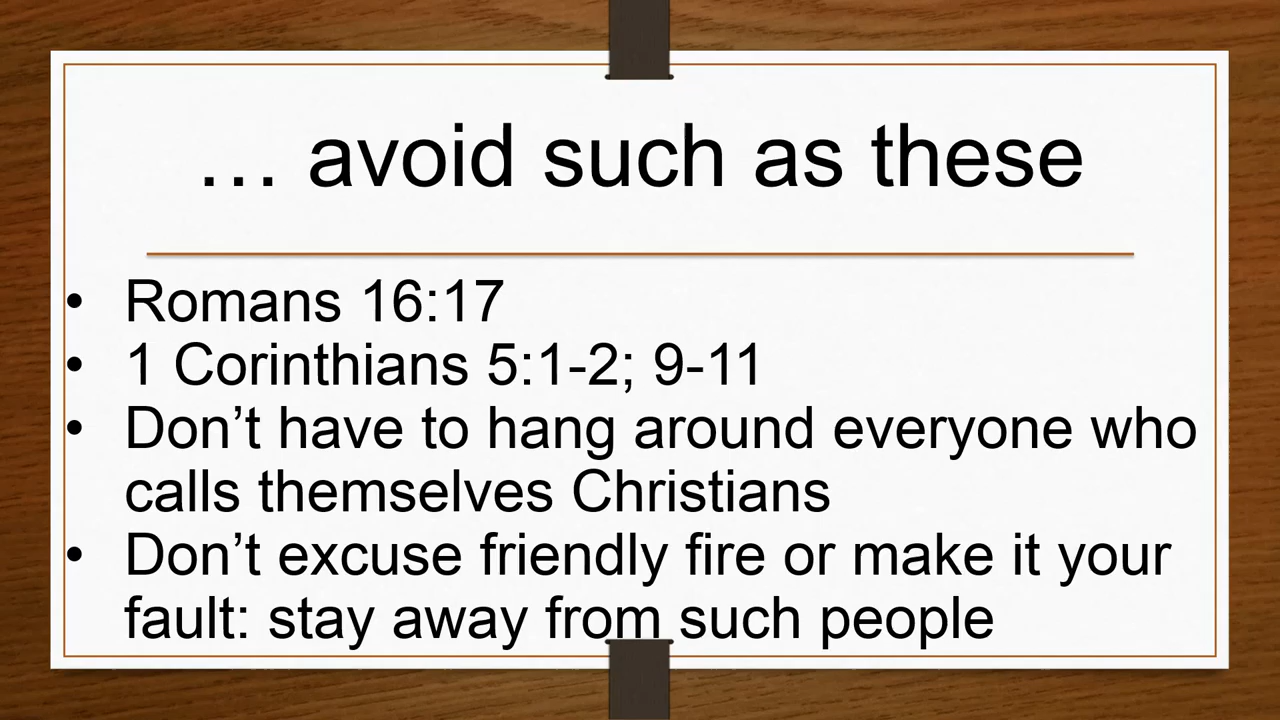 … avoid such as these
• Romans 16:17
• 1 Corinthians 5:1-2; 9-11
• Don’t have to hang around everyone who
calls themselves Christians
• Don’t excuse friendly fire or make it your
fault: stay away from such people